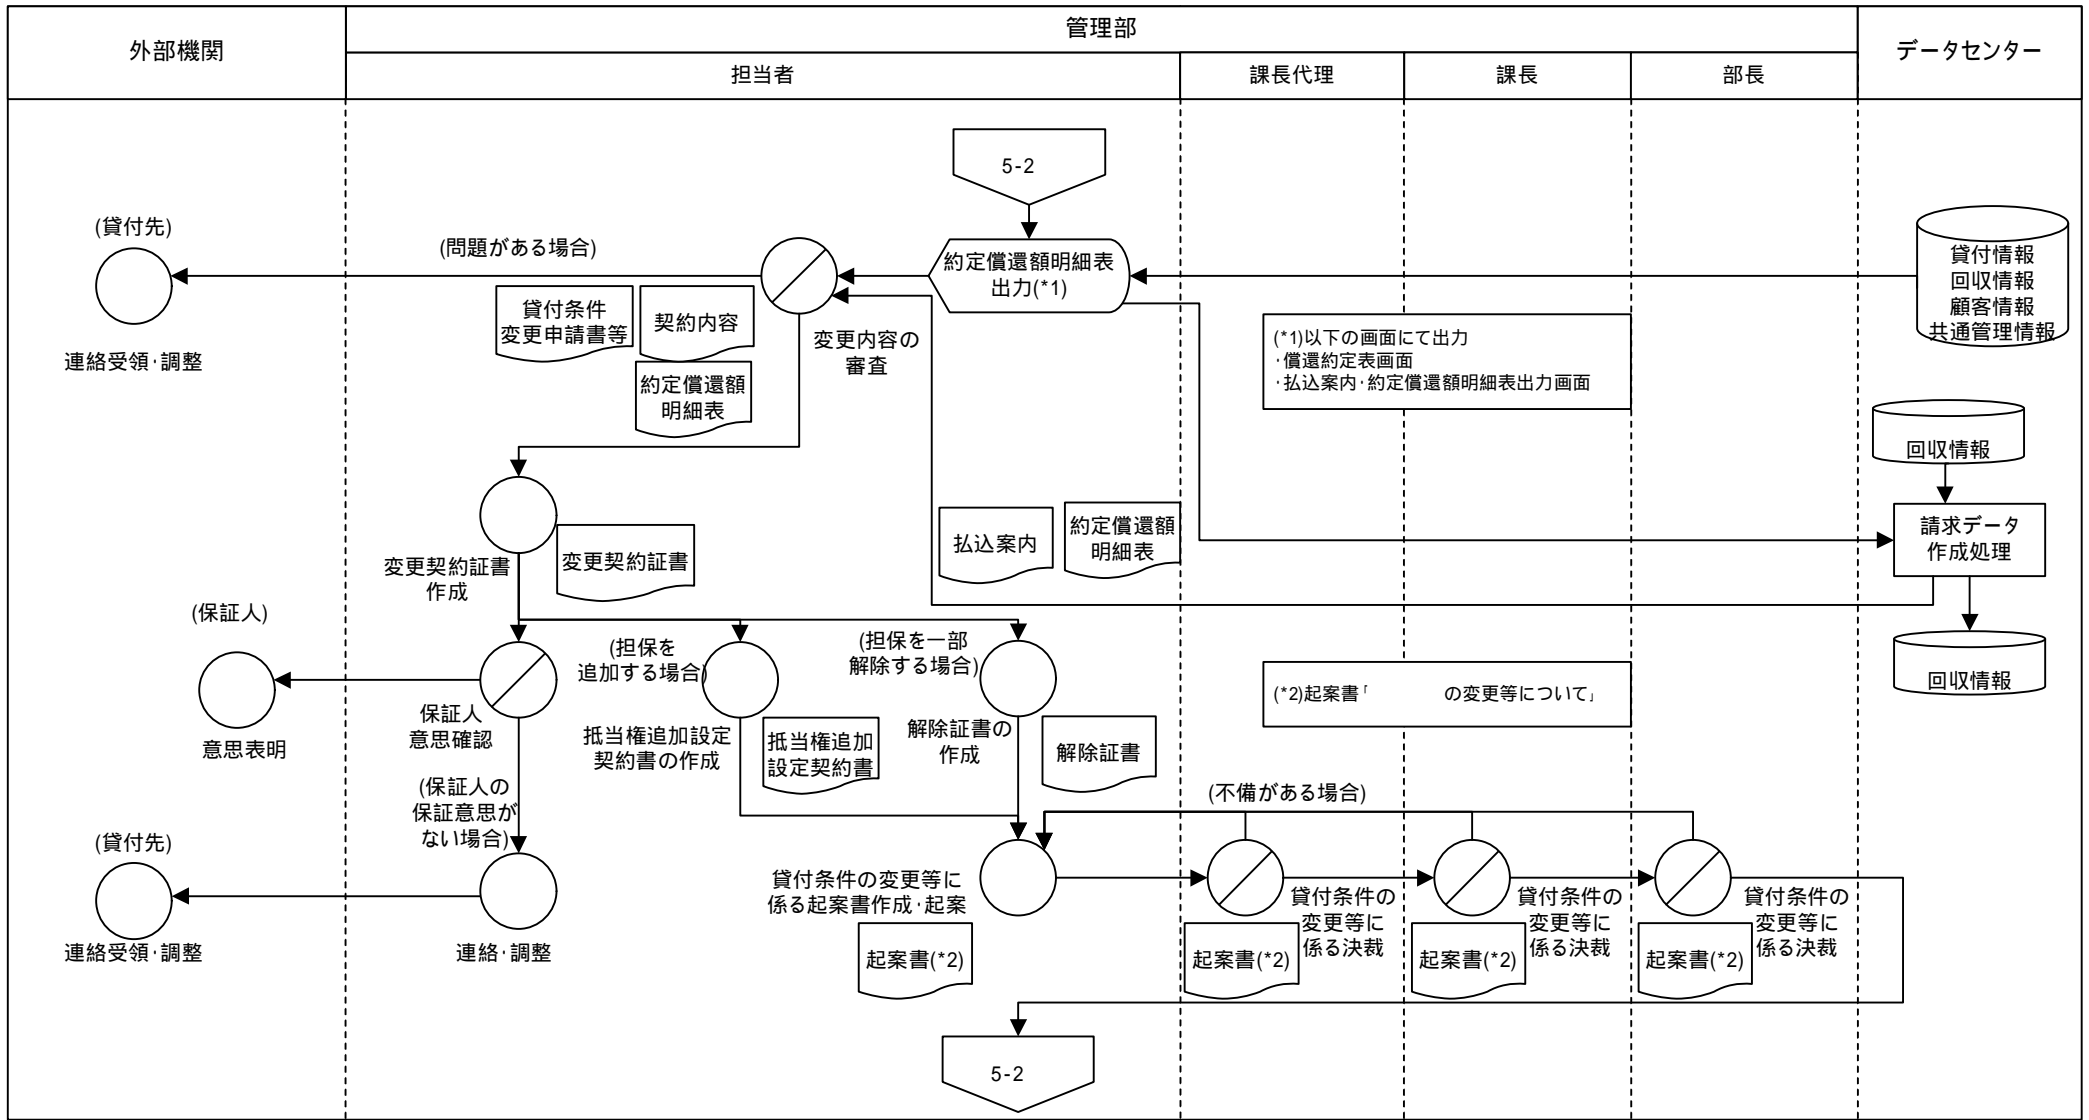 外部機関
管理部
データセンター
担当者
課長代理
課長
部長
5-2
(貸付先)
(問題がある場合)
約定償還額明細表
出力(*1)
貸付情報
回収情報
顧客情報
共通管理情報
連絡受領・調整
貸付条件
変更申請書等
契約内容
変更内容の
審査
約定償還額
明細表
(*1)以下の画面にて出力
・償還約定表画面
・払込案内・約定償還額明細表出力画面
回収情報
変更契約証書
作成
変更契約証書
払込案内
約定償還額
明細表
請求データ
作成処理
(保証人)
(担保を
追加する場合)
(担保を一部
解除する場合)
回収情報
意思表明
保証人
意思確認
抵当権追加設定
契約書の作成
抵当権追加
設定契約書
解除証書の
作成
解除証書
(*2)起案書「　　　　の変更等について」
(保証人の
保証意思が
ない場合)
(不備がある場合)
(貸付先)
連絡受領・調整
連絡・調整
貸付条件の変更等に
係る起案書作成・起案
起案書(*2)
貸付条件の
変更等に
係る決裁
起案書(*2)
貸付条件の
変更等に
係る決裁
起案書(*2)
貸付条件の
変更等に
係る決裁
起案書(*2)
5-2